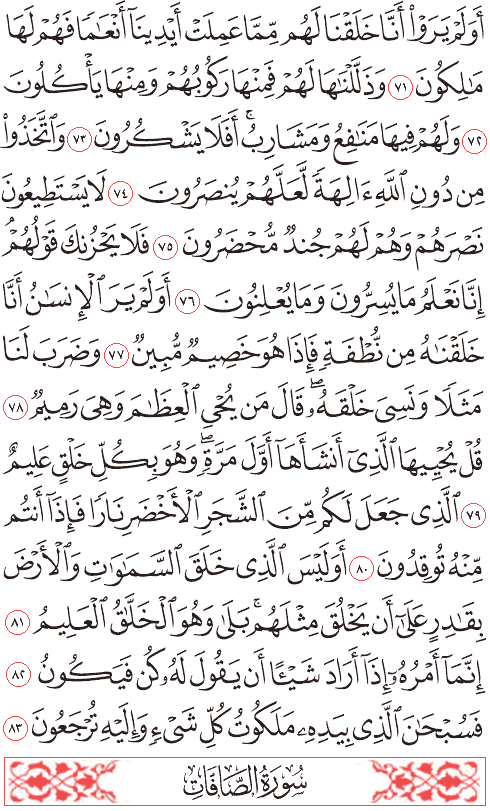 أَوَلَمْ يَرَوْا۟ أَنَّا خَلَقْنَا لَهُم مِّمَّا عَمِلَتْ أَيْدِينَآ أَنْعَٰمًا فَهُمْ لَهَا
مَٰلِكُونَ ٧١ وَذَلَّلْنَٰهَا لَهُمْ فَمِنْهَا رَكُوبُهُمْ وَمِنْهَا يَأْكُلُونَ
٧٢ وَلَهُمْ فِيهَا مَنَٰفِعُ وَمَشَارِبُ ۚ أَفَلَا يَشْكُرُونَ ٧٣ وَٱتَّخَذُوا۟
مِن دُونِ ٱللَّهِ ءَالِهَةً لَّعَلَّهُمْ يُنصَرُونَ ٧٤ لَا يَسْتَطِيعُونَ
نَصْرَهُمْ وَهُمْ لَهُمْ جُندٌ مُّحْضَرُونَ ٧٥ فَلَا يَحْزُنكَ قَوْلُهُمْ ۘ
إِنَّا نَعْلَمُ مَا يُسِرُّونَ وَمَا يُعْلِنُونَ ٧٦ أَوَلَمْ يَرَ ٱلْإِنسَٰنُ أَنَّا
خَلَقْنَٰهُ مِن نُّطْفَةٍ فَإِذَا هُوَ خَصِيمٌ مُّبِينٌ ٧٧ وَضَرَبَ لَنَا
مَثَلًا وَنَسِىَ خَلْقَهُۥ ۖ قَالَ مَن يُحْىِ ٱلْعِظَٰمَ وَهِىَ رَمِيمٌ ٧٨
قُلْ يُحْيِيهَا ٱلَّذِىٓ أَنشَأَهَآ أَوَّلَ مَرَّةٍ ۖ وَهُوَ بِكُلِّ خَلْقٍ عَلِيمٌ
٧٩ ٱلَّذِى جَعَلَ لَكُم مِّنَ ٱلشَّجَرِ ٱلْأَخْضَرِ نَارًا فَإِذَآ أَنتُم
مِّنْهُ تُوقِدُونَ ٨٠ أَوَلَيْسَ ٱلَّذِى خَلَقَ ٱلسَّمَٰوَٰتِ وَٱلْأَرْضَ
بِقَٰدِرٍ عَلَىٰٓ أَن يَخْلُقَ مِثْلَهُم ۚ بَلَىٰ وَهُوَ ٱلْخَلَّٰقُ ٱلْعَلِيمُ ٨١
إِنَّمَآ أَمْرُهُۥٓ إِذَآ أَرَادَ شَيْـًٔا أَن يَقُولَ لَهُۥ كُن فَيَكُونُ ٨٢
فَسُبْحَٰنَ ٱلَّذِى بِيَدِهِۦ مَلَكُوتُ كُلِّ شَىْءٍ وَإِلَيْهِ تُرْجَعُونَ ٨٣
سُورَةُ الصَّافَّات